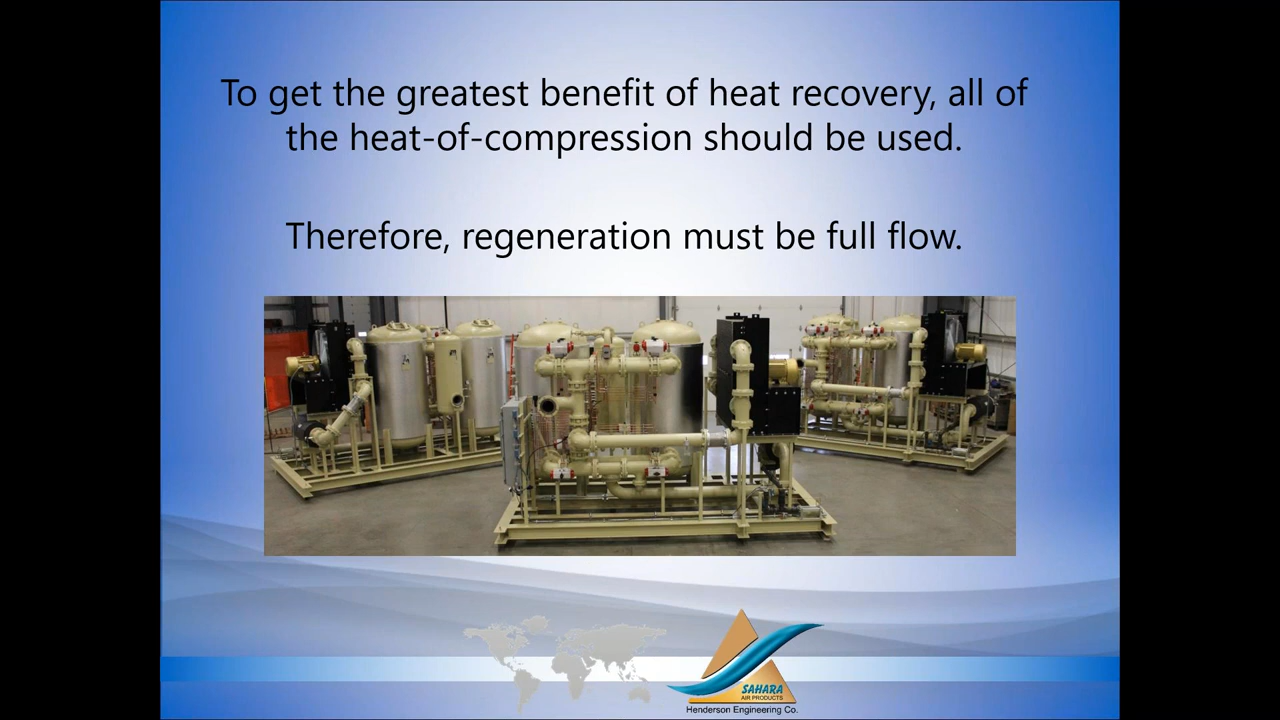 To get the greatest benefit of heat recovery, all of
the heat-of-compression should be used.
Therefore, regeneration must be full flow.
SAHARA
AIR PRODUCTS
Henderson Engineering Co.